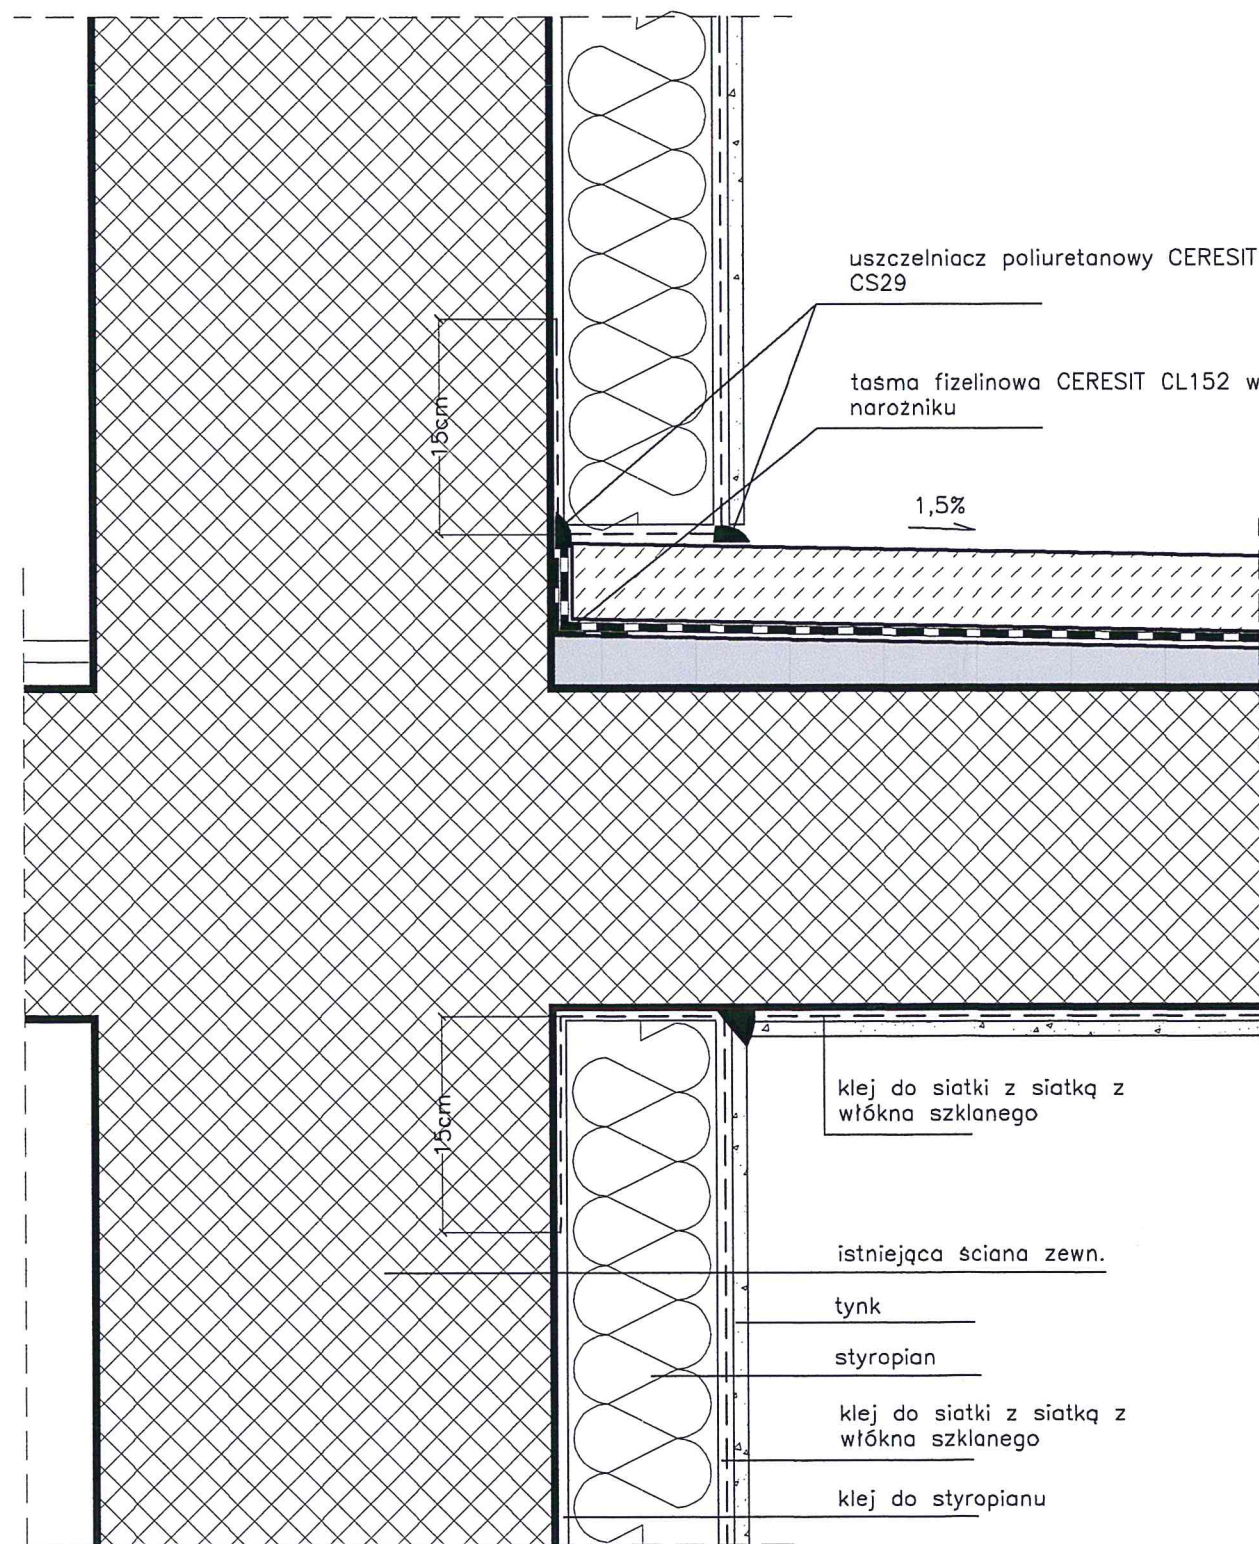 uszczelniacz poliuretanowy CERESIT
CS29
taśma fizelinowa CERESIT CL152 w
narożniku
15cm
1,5%
15cm
klej do siatki z siatką z
włókna szklanego
istniejąca ściana zewn.
tynk
styropian
klej do siatki z siatką z
włókna szklanego
klej do styropianu